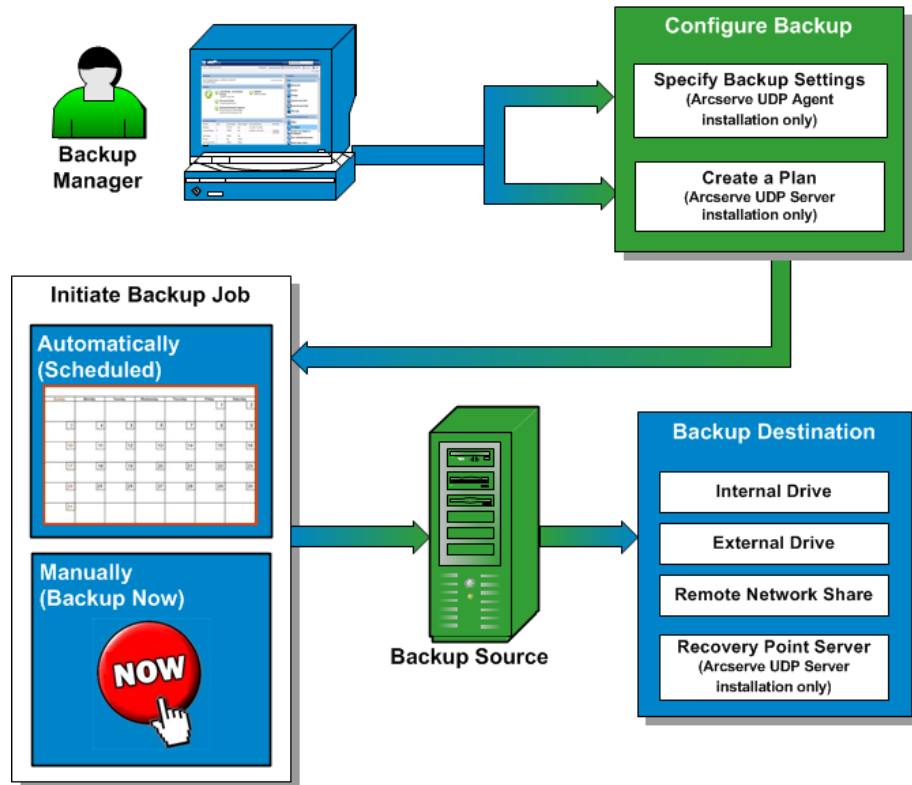 Backup
Manager
Configure Backup
Specify Backup Settings
(Arcserve UDP Agent
installation only)
Create a Plan
(Arcserve UDP Server
installation only)
Initiate Backup Job
Automatically
(Scheduled)
Manually
(Backup Now)
NOW
Backup Source
Backup Destination
Internal Drive
External Drive
Remote Network Share
Recovery Point Server
(Arcserve UDP Server
installation only)